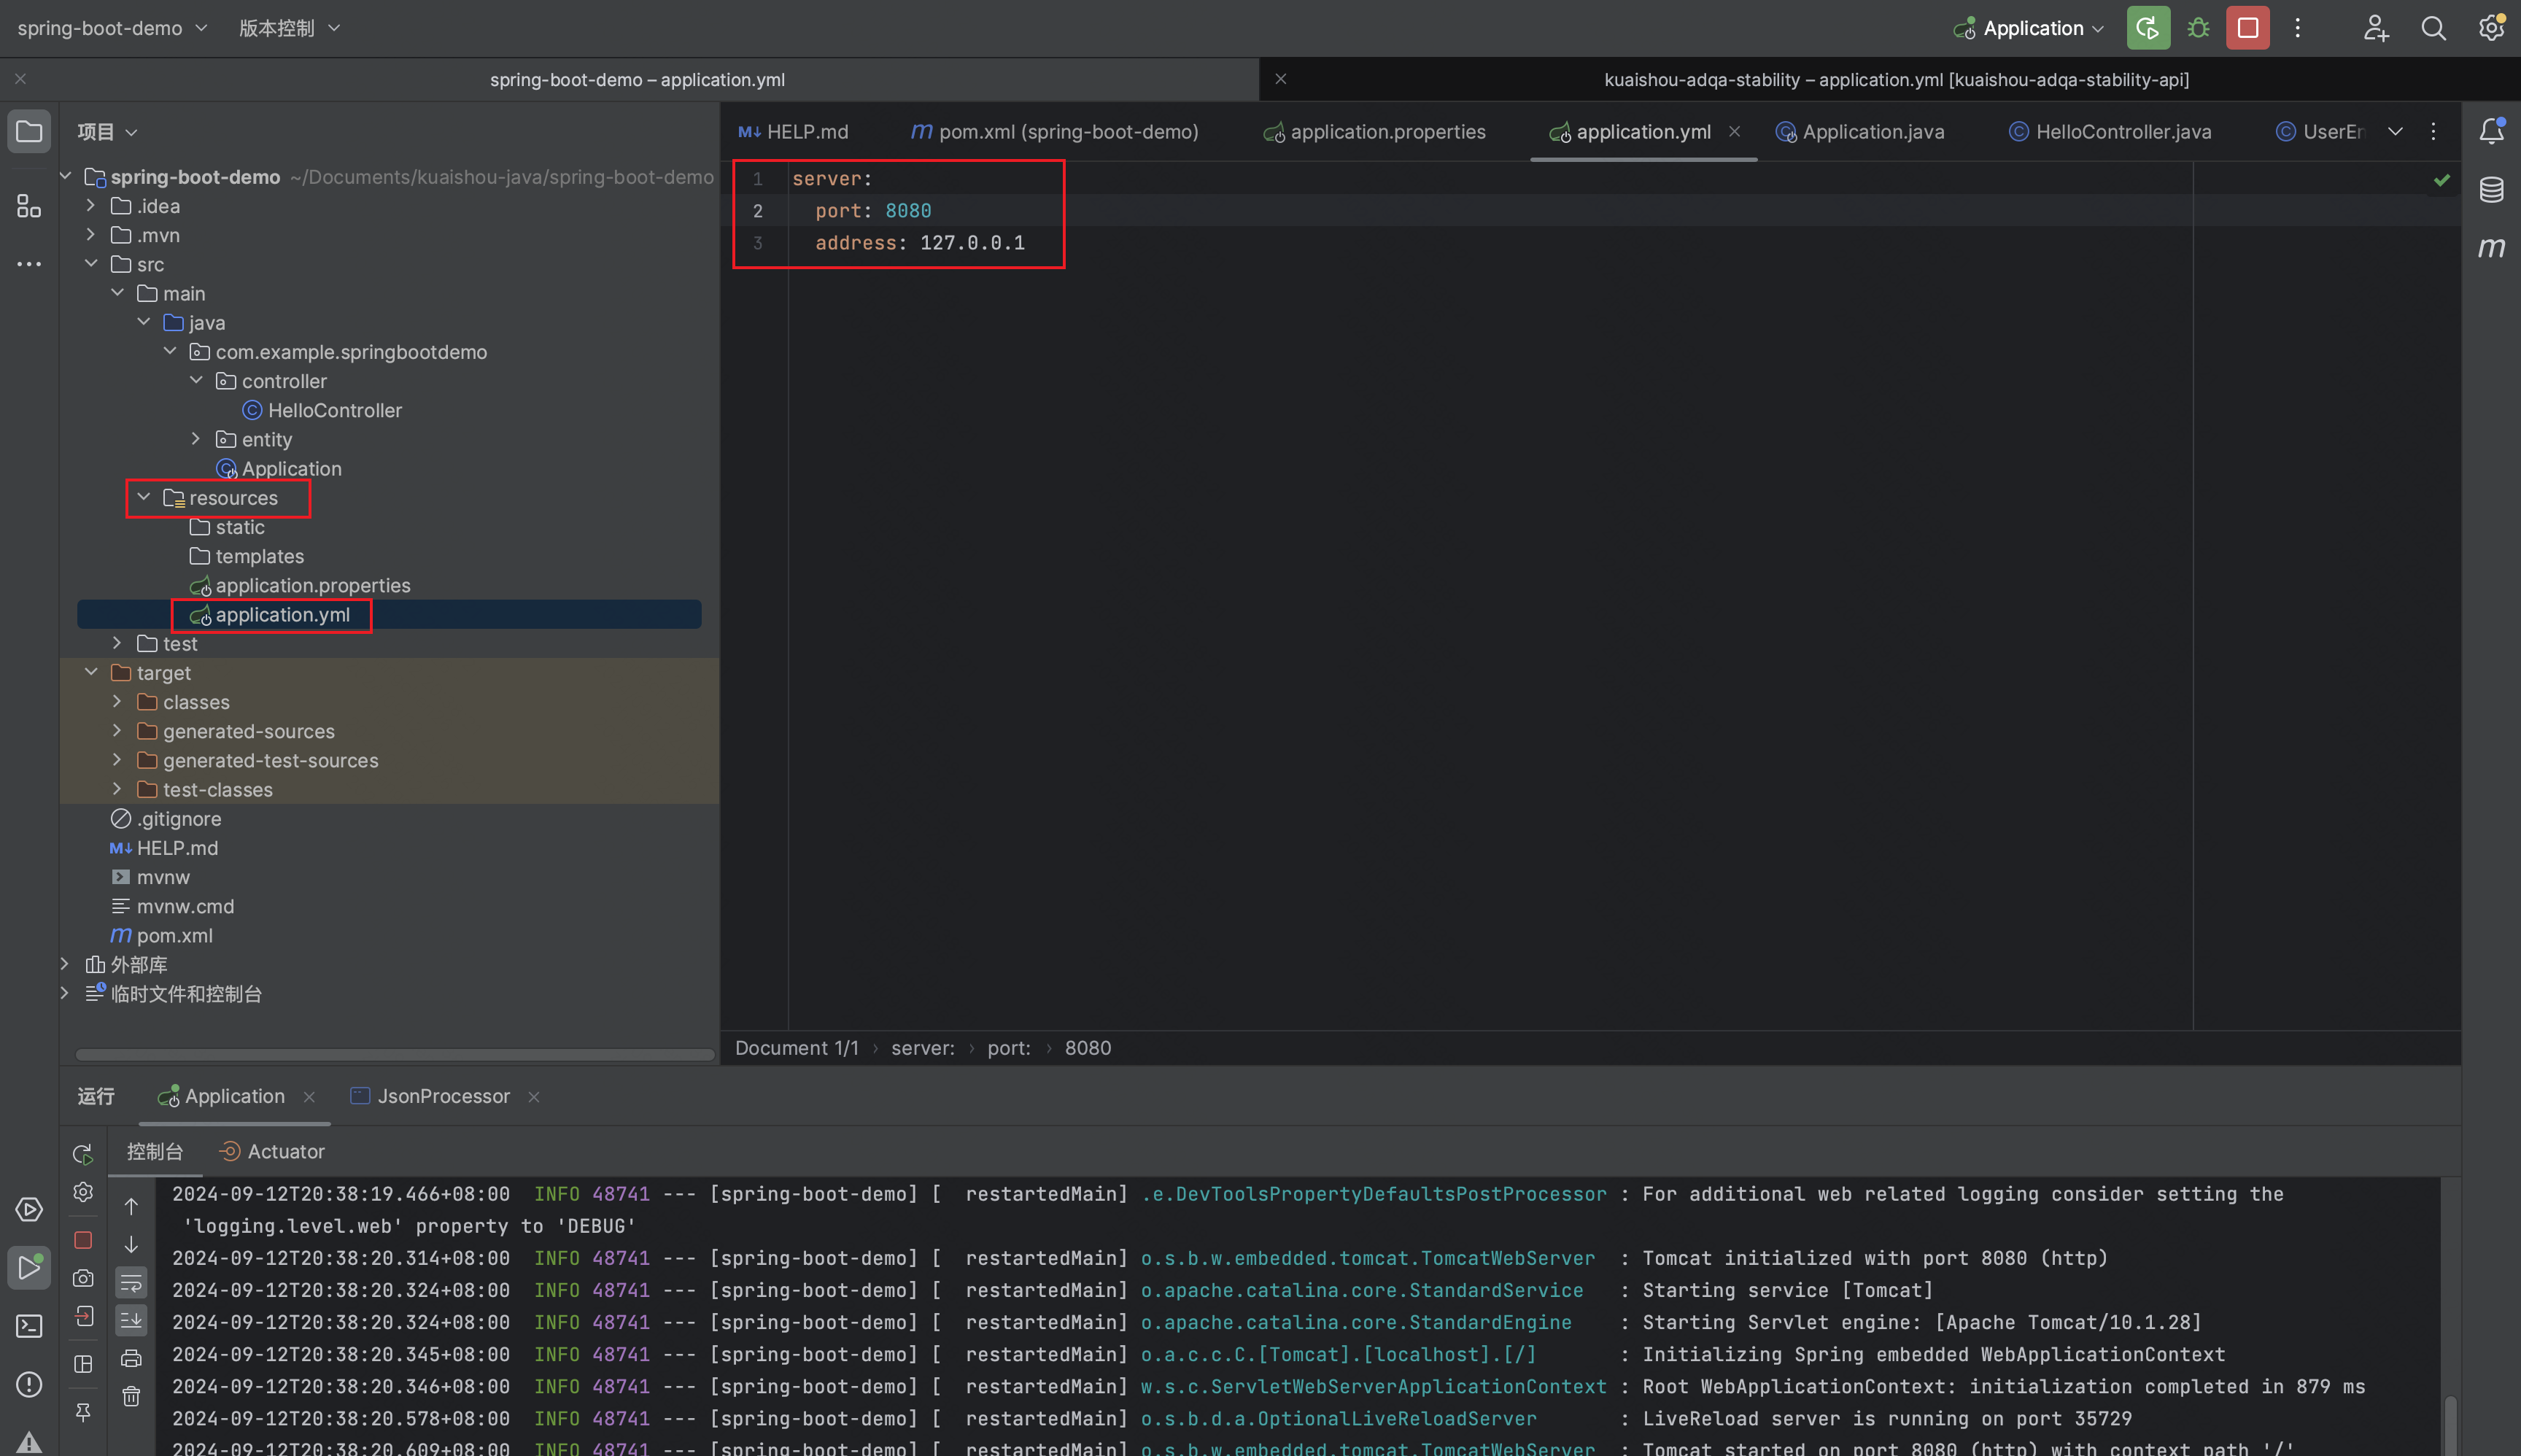 spring-boot-demo 版本控制 Application
spring-boot-demo – application.yml
kuaishou-adqa-stability – application.yml [kuaishou-adqa-stability-api]
项目
spring-boot-demo ~/Documents/kuaishou-java/spring-boot-demo
.idea
.mvn
src
main
java
com.example.springbootdemo
controller
HelloController
entity
Application
resources
static
templates
application.properties
application.yml
test
target
classes
generated-sources
generated-test-sources
test-classes
.gitignore
M↓ HELP.md
mvnw
mvnw.cmd
m pom.xml
外部库
临时文件和控制台
M↓ HELP.md m pom.xml (spring-boot-demo) application.properties application.yml Application.java HelloController.java UserEn
1 server:
2 port: 8080
3 address: 127.0.0.1
m
Document 1/1 › server: › port: › 8080
运行 Application JsonProcessor
控制台 Actuator
2024-09-12T20:38:19.466+08:00 INFO 48741 --- [spring-boot-demo] [ restartedMain] .e.DevToolsPropertyDefaultsPostProcessor : For additional web related logging consider setting the
'logging.level.web' property to 'DEBUG'
2024-09-12T20:38:20.314+08:00 INFO 48741 --- [spring-boot-demo] [ restartedMain] o.s.b.w.embedded.tomcat.TomcatWebServer : Tomcat initialized with port 8080 (http)
2024-09-12T20:38:20.324+08:00 INFO 48741 --- [spring-boot-demo] [ restartedMain] o.apache.catalina.core.StandardService : Starting service [Tomcat]
2024-09-12T20:38:20.324+08:00 INFO 48741 --- [spring-boot-demo] [ restartedMain] o.apache.catalina.core.StandardEngine : Starting Servlet engine: [Apache Tomcat/10.1.28]
2024-09-12T20:38:20.345+08:00 INFO 48741 --- [spring-boot-demo] [ restartedMain] o.a.c.c.C.[Tomcat].[localhost].[/] : Initializing Spring embedded WebApplicationContext
2024-09-12T20:38:20.346+08:00 INFO 48741 --- [spring-boot-demo] [ restartedMain] w.s.c.ServletWebServerApplicationContext : Root WebApplicationContext: initialization completed in 879 ms
2024-09-12T20:38:20.578+08:00 INFO 48741 --- [spring-boot-demo] [ restartedMain] o.s.b.d.a.OptionalLiveReloadServer : LiveReload server is running on port 35729
2024-09-12T20:38:20.609+08:00 INFO 48741 --- [spring-boot-demo] [ restartedMain] o.s.b.w.embedded.tomcat.TomcatWebServer : Tomcat started on port 8080 (http) with context path '/'